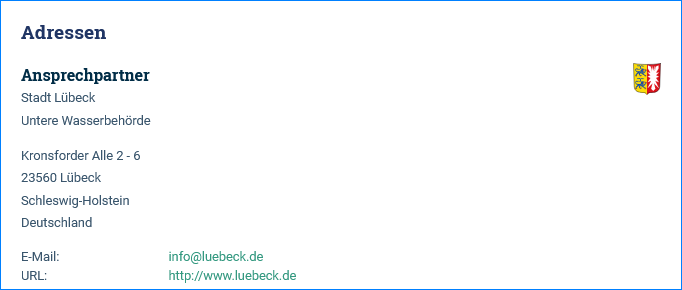 Adressen
Ansprechpartner
Stadt Lübeck
Untere Wasserbehörde
Kronsforder Alle 2 - 6
23560 Lübeck
Schleswig-Holstein
Deutschland
E-Mail: info@luebeck.de
URL: http://www.luebeck.de